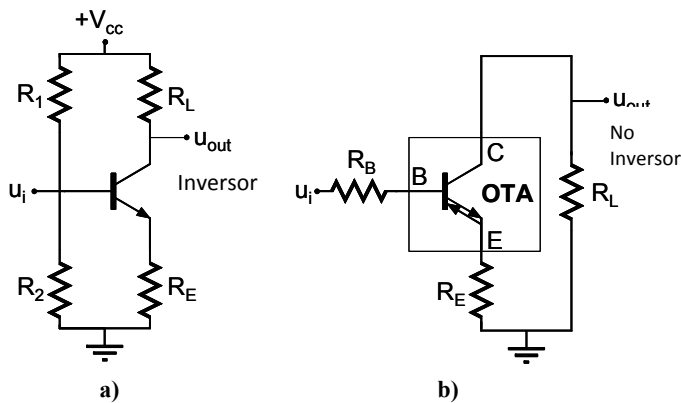 +Vcc
R1
RL
uout
Inversor
ui
R2
RE
a)
uout
No
Inversor
C
RB
B
OTA
ui
RL
E
RE
b)